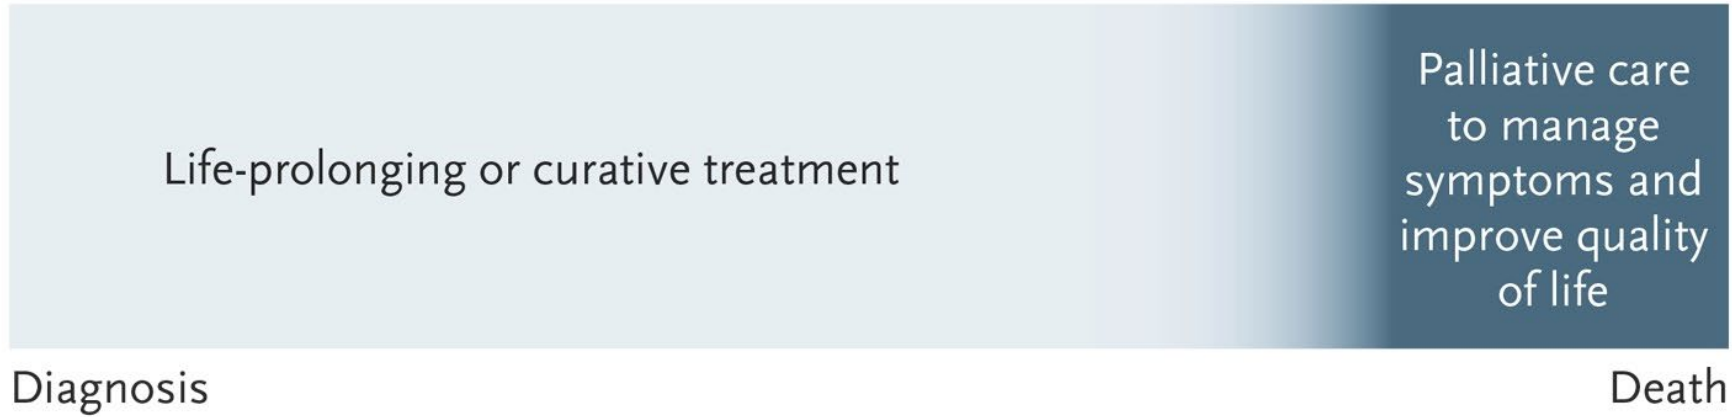 Life-prolonging or curative treatment
Palliative care
to manage
symptoms and
improve quality
of life
Diagnosis
Death